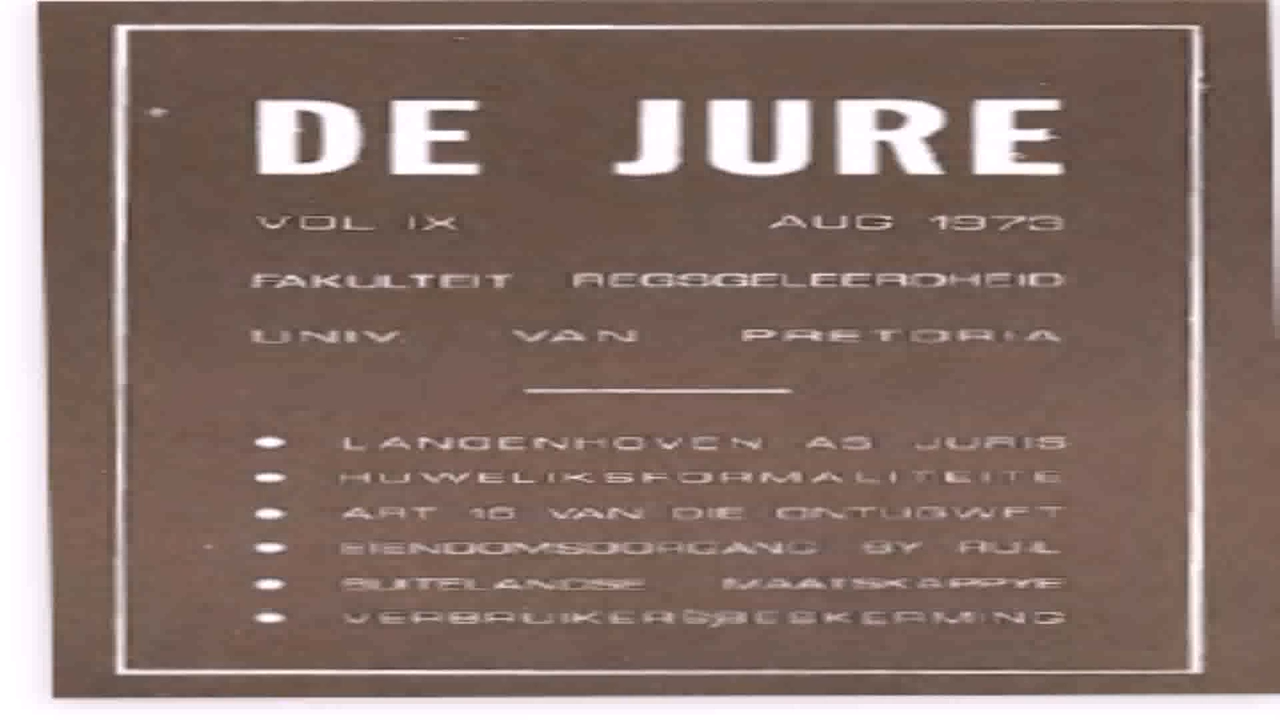 DE JURE
VOL IX AUG 1973
FAKULTEIT REGSGELEERDHEID
UNIV. VAN PRETORIA
LANGENHOVEN AS JURIS
HUWELIKSFORMALITEITE
ART 16 VAN DIE ONTUGWET
EIENDOMSOORGANG BY RUIL
BUITELANDSE MAATSKAPPYE
VERBRUIKERSBESKERMING